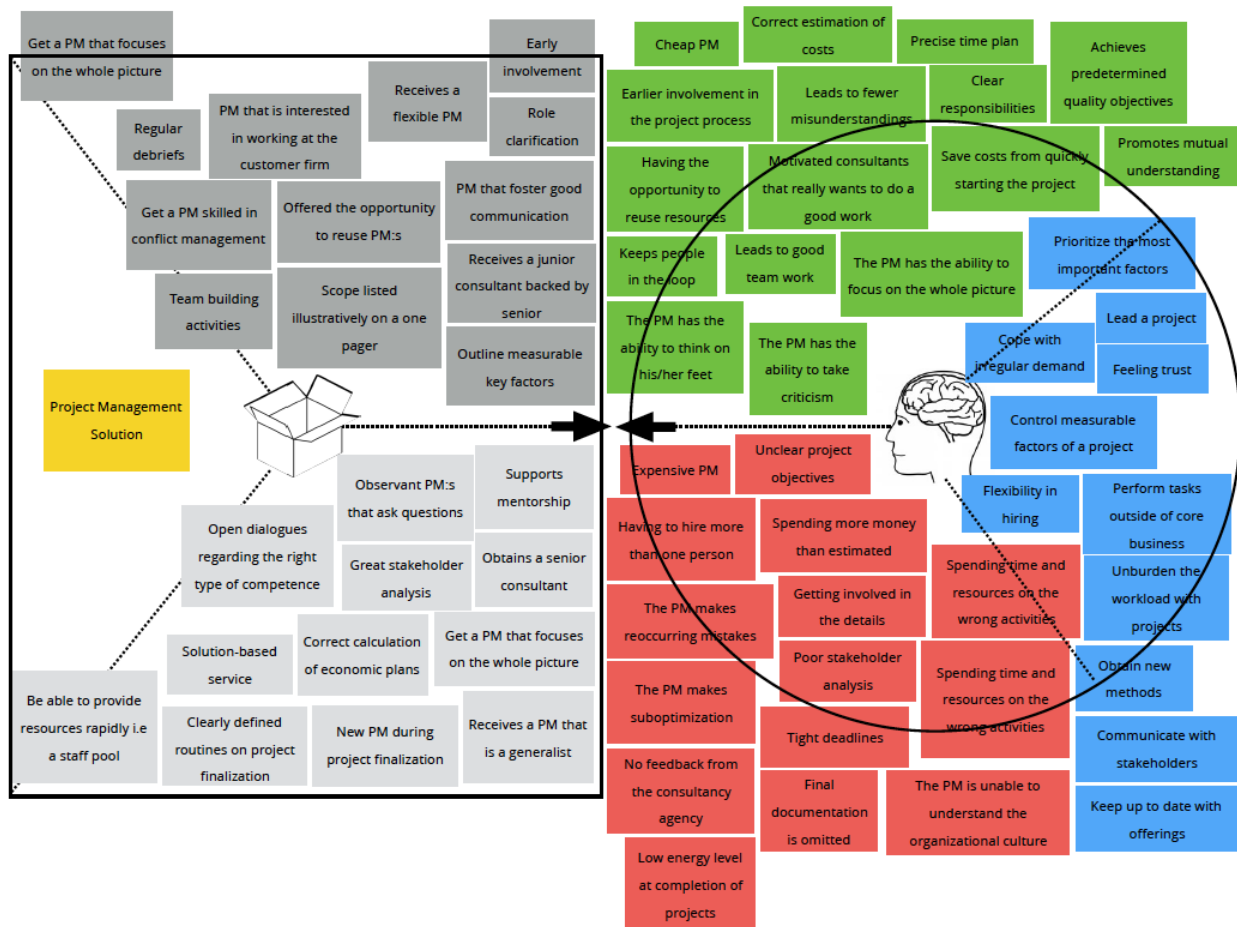 Get a PM that focuses
on the whole picture
Early
involvement
Receives a
flexible PM
Regular
debriefs
PM that is interested
in working at the
customer firm
Role
clarification
Get a PM skilled in
conflict management
Offered the opportunity
to reuse PM:s
PM that foster good
communication
Team building
activities
Scope listed
illustratively on a one
pager
Receives a junior
consultant backed by
senior
Outline measurable
key factors
Project Management
Solution
Observant PM:s
that ask questions
Supports
mentorship
Open dialogues
regarding the right
type of competence
Great stakeholder
analysis
Obtains a senior
consultant
Solution-based
service
Correct calculation
of economic plans
Get a PM that focuses
on the whole picture
Be able to provide
resources rapidly i.e
a staff pool
Clearly defined
routines on project
finalization
New PM during
project finalization
Receives a PM that
is a generalist
Cheap PM
Correct estimation of
costs
Precise time plan
Achieves
predetermined
quality objectives
Earlier involvement in
the project process
Leads to fewer
misunderstandings
Clear
responsibilities
Having the
opportunity to
reuse resources
Motivated consultants
that really wants to do a
good work
Save costs from quickly
starting the project
Promotes mutual
understanding
Keeps people
in the loop
Leads to good
team work
The PM has the ability to
focus on the whole picture
The PM has the
ability to think on
his/her feet
The PM has the
ability to take
criticism
Prioritize the most
important factors
Lead a project
Cope with
irregular demand
Feeling trust
Control measurable
factors of a project
Flexibility in
hiring
Perform tasks
outside of core
business
Unburden the
workload with
projects
Obtain new
methods
Communicate with
stakeholders
Keep up to date with
offerings
Expensive PM
Unclear project
objectives
Having to hire more
than one person
Spending more money
than estimated
Spending time and
resources on the
wrong activities
The PM makes
reoccurring mistakes
Getting involved in
the details
The PM makes
suboptimization
Poor stakeholder
analysis
Spending time and
resources on the
wrong activities
Tight deadlines
No feedback from
the consultancy
agency
Final
documentation
is omitted
The PM is unable to
understand the
organizational culture
Low energy level
at completion of
projects